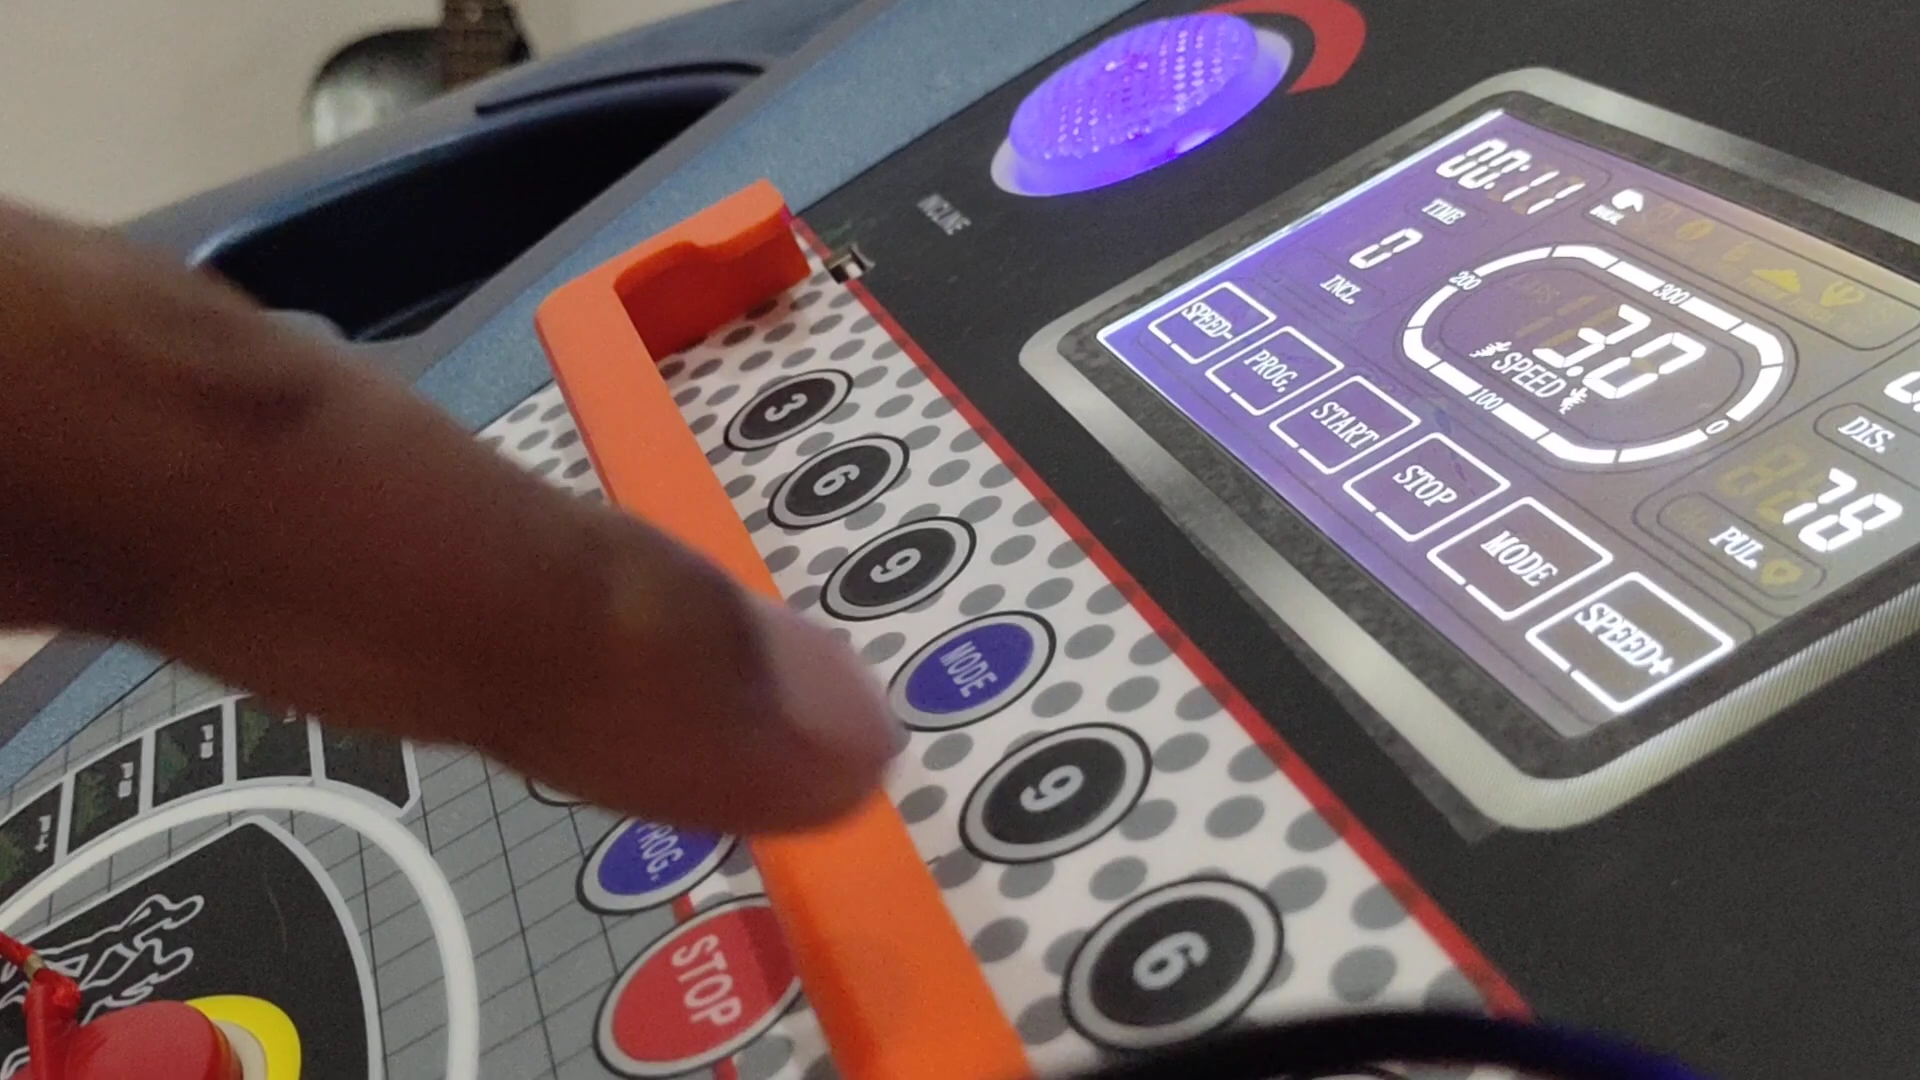 INCLINE
00:11
TIME
0
INCL.
200
300
3.0
SPEED
100
0
DIS.
78
PUL.
SPEED-
PROG.
START
STOP
MODE
SPEED+
3
6
9
MODE
9
6
PROG.
STOP